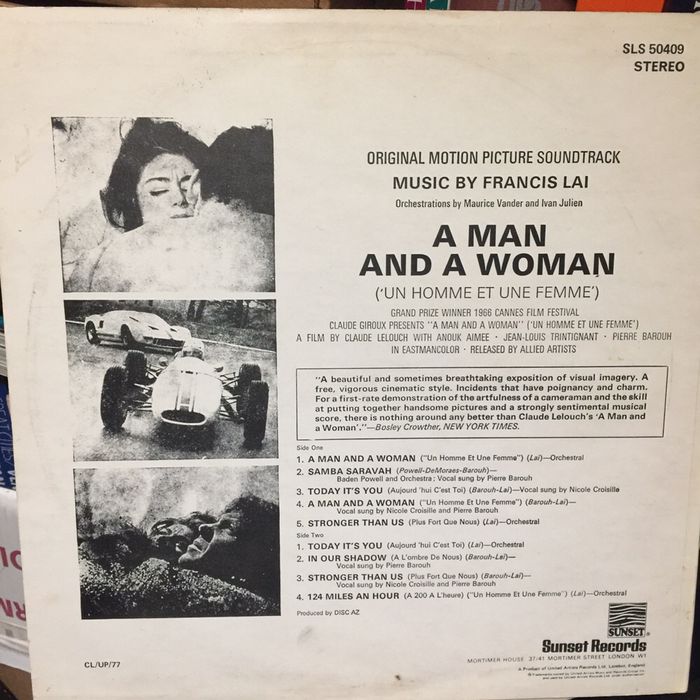 SLS 50409
STEREO
ORIGINAL MOTION PICTURE SOUNDTRACK
MUSIC BY FRANCIS LAI
Orchestrations by Maurice Vander and Ivan Julien
A MAN
AND A WOMAN
('UN HOMME ET UNE FEMME')
GRAND PRIZE WINNER 1966 CANNES FILM FESTIVAL
CLAUDE GIROUX PRESENTS "A MAN AND A WOMAN" ('UN HOMME ET UNE FEMME')
A FILM BY CLAUDE LELOUCH WITH ANOUK AIMEE · JEAN-LOUIS TRINTIGNANT · PIERRE BAROUH
IN EASTMANCOLOR · RELEASED BY ALLIED ARTISTS
"A beautiful and sometimes breathtaking exposition of visual imagery. A
free, vigorous cinematic style. Incidents that have poignancy and charm.
For a first-rate demonstration of the artfulness of a cameraman and the skill
at putting together handsome pictures and a strongly sentimental musical
score, there is nothing around any better than Claude Lelouch's 'A Man and
a Woman'."—Bosley Crowther, NEW YORK TIMES.
Side One
1. A MAN AND A WOMAN ("Un Homme Et Une Femme") (Lai)—Orchestral
2. SAMBA SARAVAH (Powell-DeMoraes-Barouh)—
Baden Powell and Orchestra; Vocal sung by Pierre Barouh
3. TODAY IT'S YOU (Aujourd 'hui C'est Toi) (Barouh-Lai)—Vocal sung by Nicole Croisille
4. A MAN AND A WOMAN ("Un Homme Et Une Femme") (Barouh-Lai)—
Vocal sung by Nicole Croisille and Pierre Barouh
5. STRONGER THAN US (Plus Fort Que Nous) (Lai)—Orchestral
Side Two
1. TODAY IT'S YOU (Aujourd 'hui C'est Toi) (Lai)—Orchestral
2. IN OUR SHADOW (A L'ombre De Nous) (Barouh-Lai)—
Vocal sung by Pierre Barouh
3. STRONGER THAN US (Plus Fort Que Nous) (Barouh-Lai)—
Vocal sung by Nicole Croisille and Pierre Barouh
4. 124 MILES AN HOUR (A 200 A L'heure) ("Un Homme Et Une Femme") (Lai)—Orchestral
Produced by DISC AZ
SUNSET
Sunset Records
MORTIMER HOUSE 37/41 MORTIMER STREET LONDON W1
A Product of United Artists Records Ltd. London, England
CL/UP/77